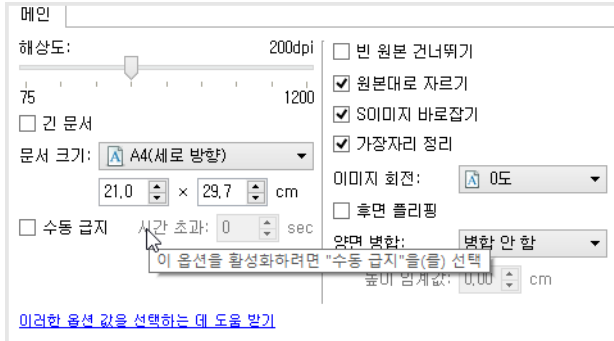 메인
해상도: 200dpi
75 1200
긴 문서
문서 크기: A4(세로 방향)
21,0 × 29,7 cm
수동 급지 시간 초과: 0 sec
이 옵션을 활성화하려면 "수동 급지"을(를) 선택
이러한 옵션 값을 선택하는 데 도움 받기
빈 원본 건너뛰기
원본대로 자르기
SO이미지 바로잡기
가장자리 정리
이미지 회전: 0도
후면 플리핑
양면 병합: 병합 안 함
높이 임계값: 0,00 cm